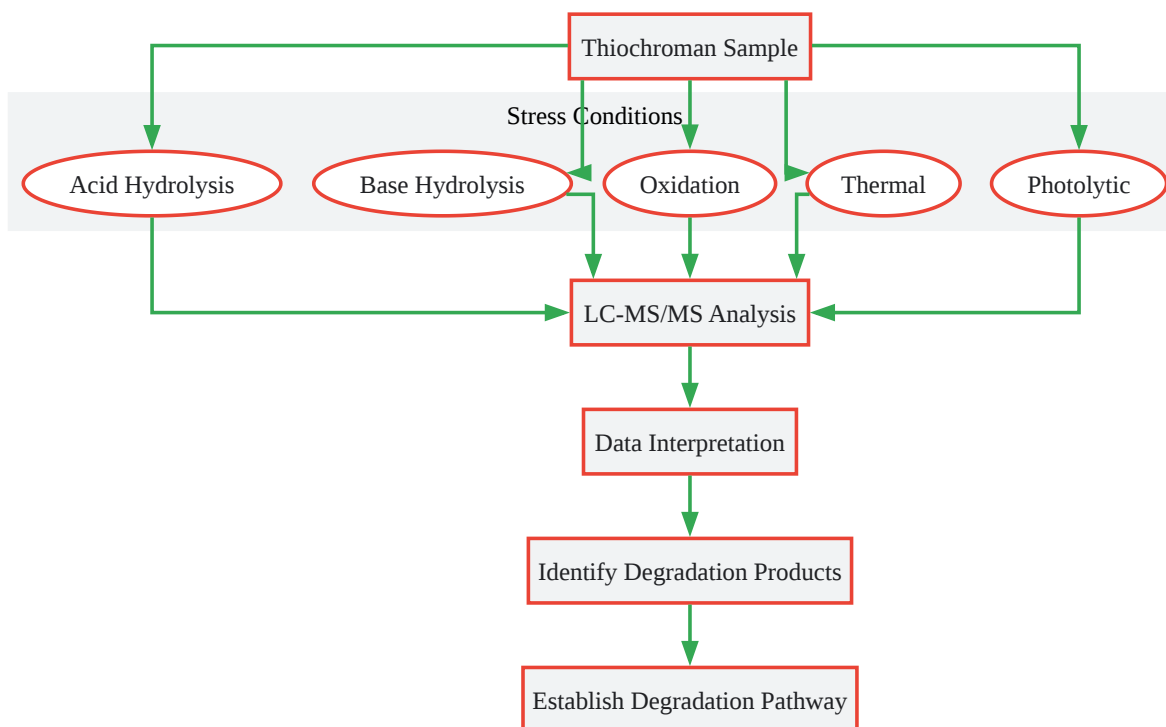 Thiochroman Sample
Stress Conditions
Acid Hydrolysis
Base Hydrolysis
Oxidation
Thermal
Photolytic
LC-MS/MS Analysis
Data Interpretation
Identify Degradation Products
Establish Degradation Pathway